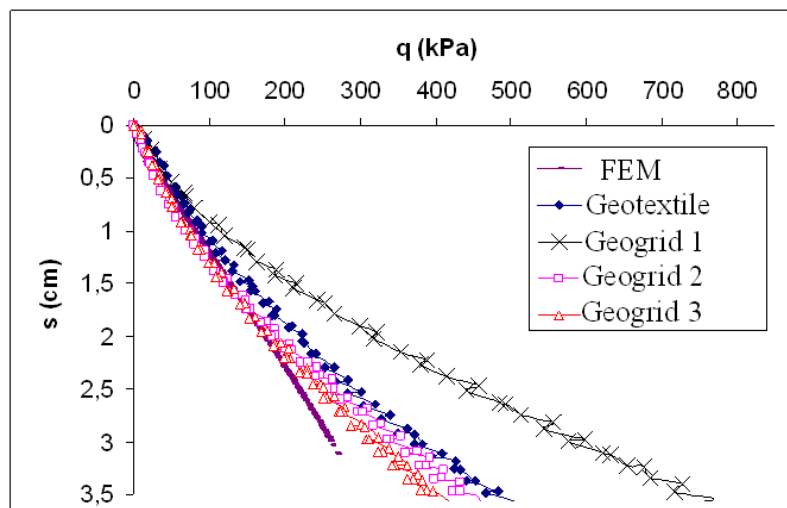 q (kPa)
0 100 200 300 400 500 600 700 800
0
0,5
1
1,5
2
2,5
3
3,5
s (cm)
FEM
Geotextile
Geogrid 1
Geogrid 2
Geogrid 3